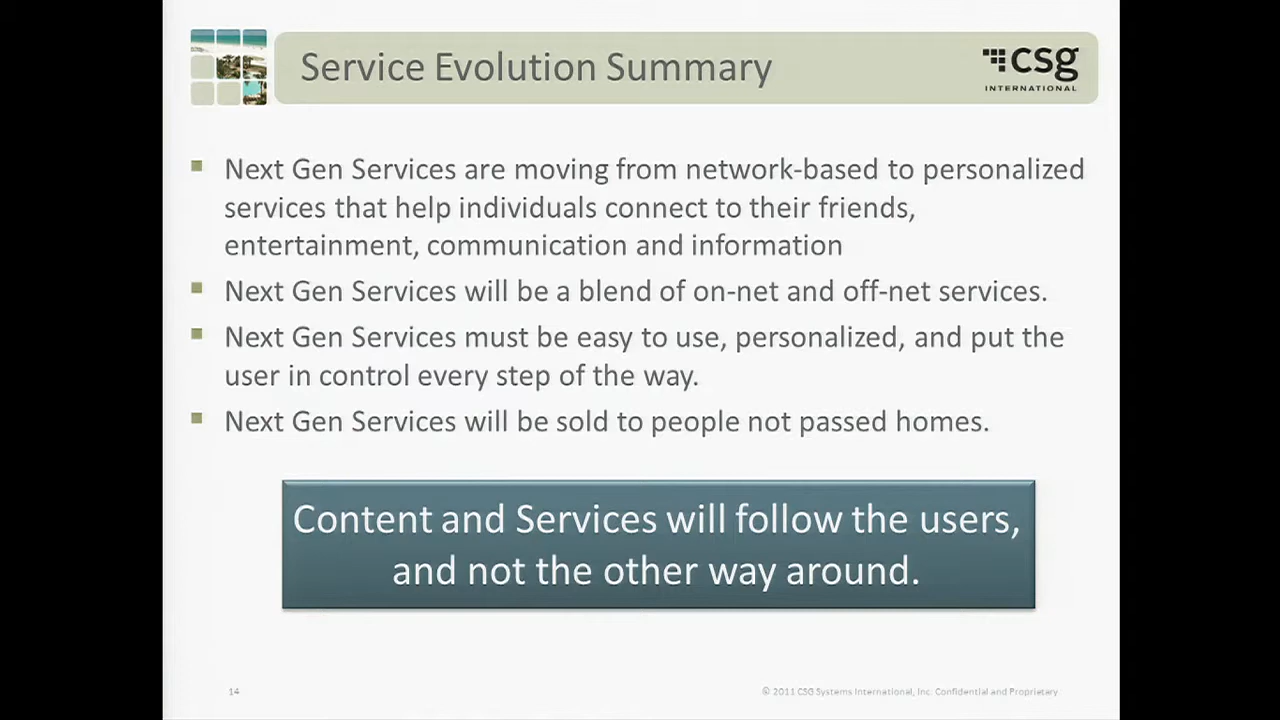 Service Evolution Summary
csg
INTERNATIONAL
Next Gen Services are moving from network-based to personalized
services that help individuals connect to their friends,
entertainment, communication and information
Next Gen Services will be a blend of on-net and off-net services.
Next Gen Services must be easy to use, personalized, and put the
user in control every step of the way.
Next Gen Services will be sold to people not passed homes.
Content and Services will follow the users,
and not the other way around.
14
© 2011 CSG Systems International, Inc. Confidential and Proprietary